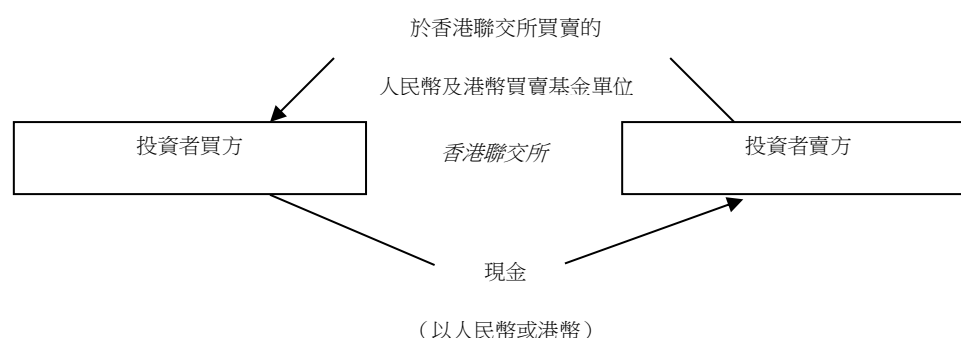 於香港聯交所買賣的
人民幣及港幣買賣基金單位
投資者買方
香港聯交所
投資者賣方
現金
（以人民幣或港幣）